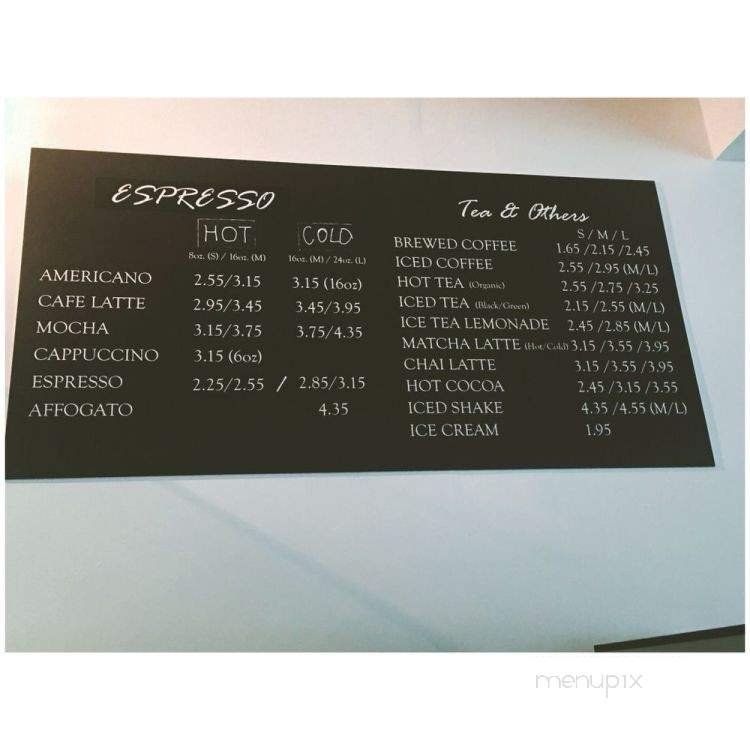 ESPRESSO
HOT COLD
8oz. (S) / 16oz. (M) 16oz. (M) / 24oz. (L)
AMERICANO 2.55/3.15 3.15 (16oz)
CAFE LATTE 2.95/3.45 3.45/3.95
MOCHA 3.15/3.75 3.75/4.35
CAPPUCCINO 3.15 (6oz)
ESPRESSO 2.25/2.55 / 2.85/3.15
AFFOGATO 4.35
Tea & Others
S / M / L
BREWED COFFEE 1.65 /2.15 /2.45
ICED COFFEE 2.55 /2.95 (M/L)
HOT TEA (Organic) 2.55 /2.75 /3.25
ICED TEA (Black/Green) 2.15 /2.55 (M/L)
ICE TEA LEMONADE 2.45 /2.85 (M/L)
MATCHA LATTE (Hot/Cold) 3.15 /3.55 /3.95
CHAI LATTE 3.15 /3.55 /3.95
HOT COCOA 2.45 /3.15 /3.55
ICED SHAKE 4.35 /4.55 (M/L)
ICE CREAM 1.95
menupix